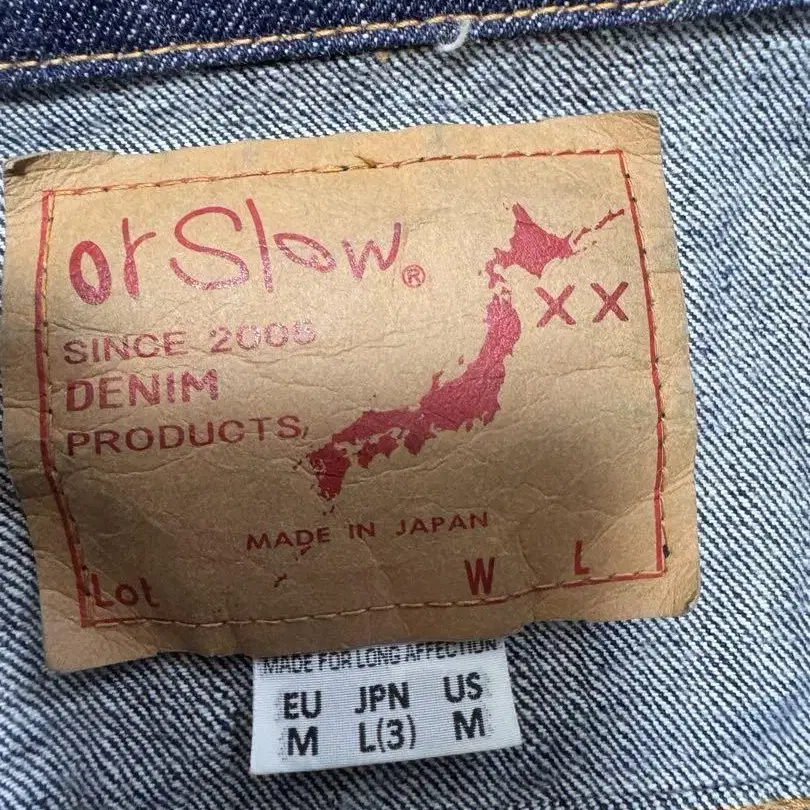 orSlow®
XX
SINCE 2005
DENIM
PRODUCTS,
MADE IN JAPAN
Lot W L
MADE FOR LONG AFFECTION
EU JPN US
M L(3) M